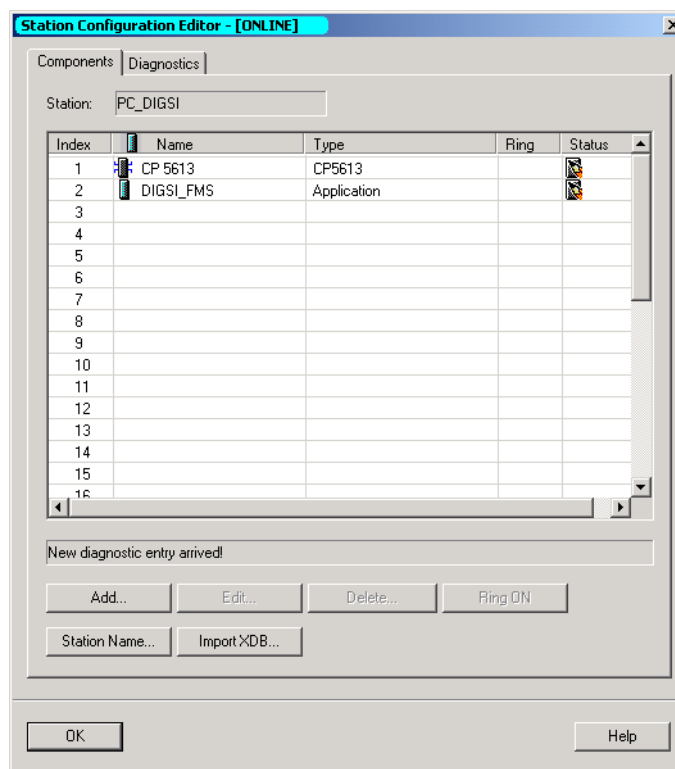 Station Configuration Editor - [ONLINE]
Components Diagnostics
Station: PC_DIGSI
Index Name Type Ring Status
1 CP 5613 CP5613
2 DIGSI_FMS Application
3
4
5
6
7
8
9
10
11
12
13
14
15
16
New diagnostic entry arrived!
Add... Edit... Delete... Ring ON
Station Name... Import XDB...
OK Help